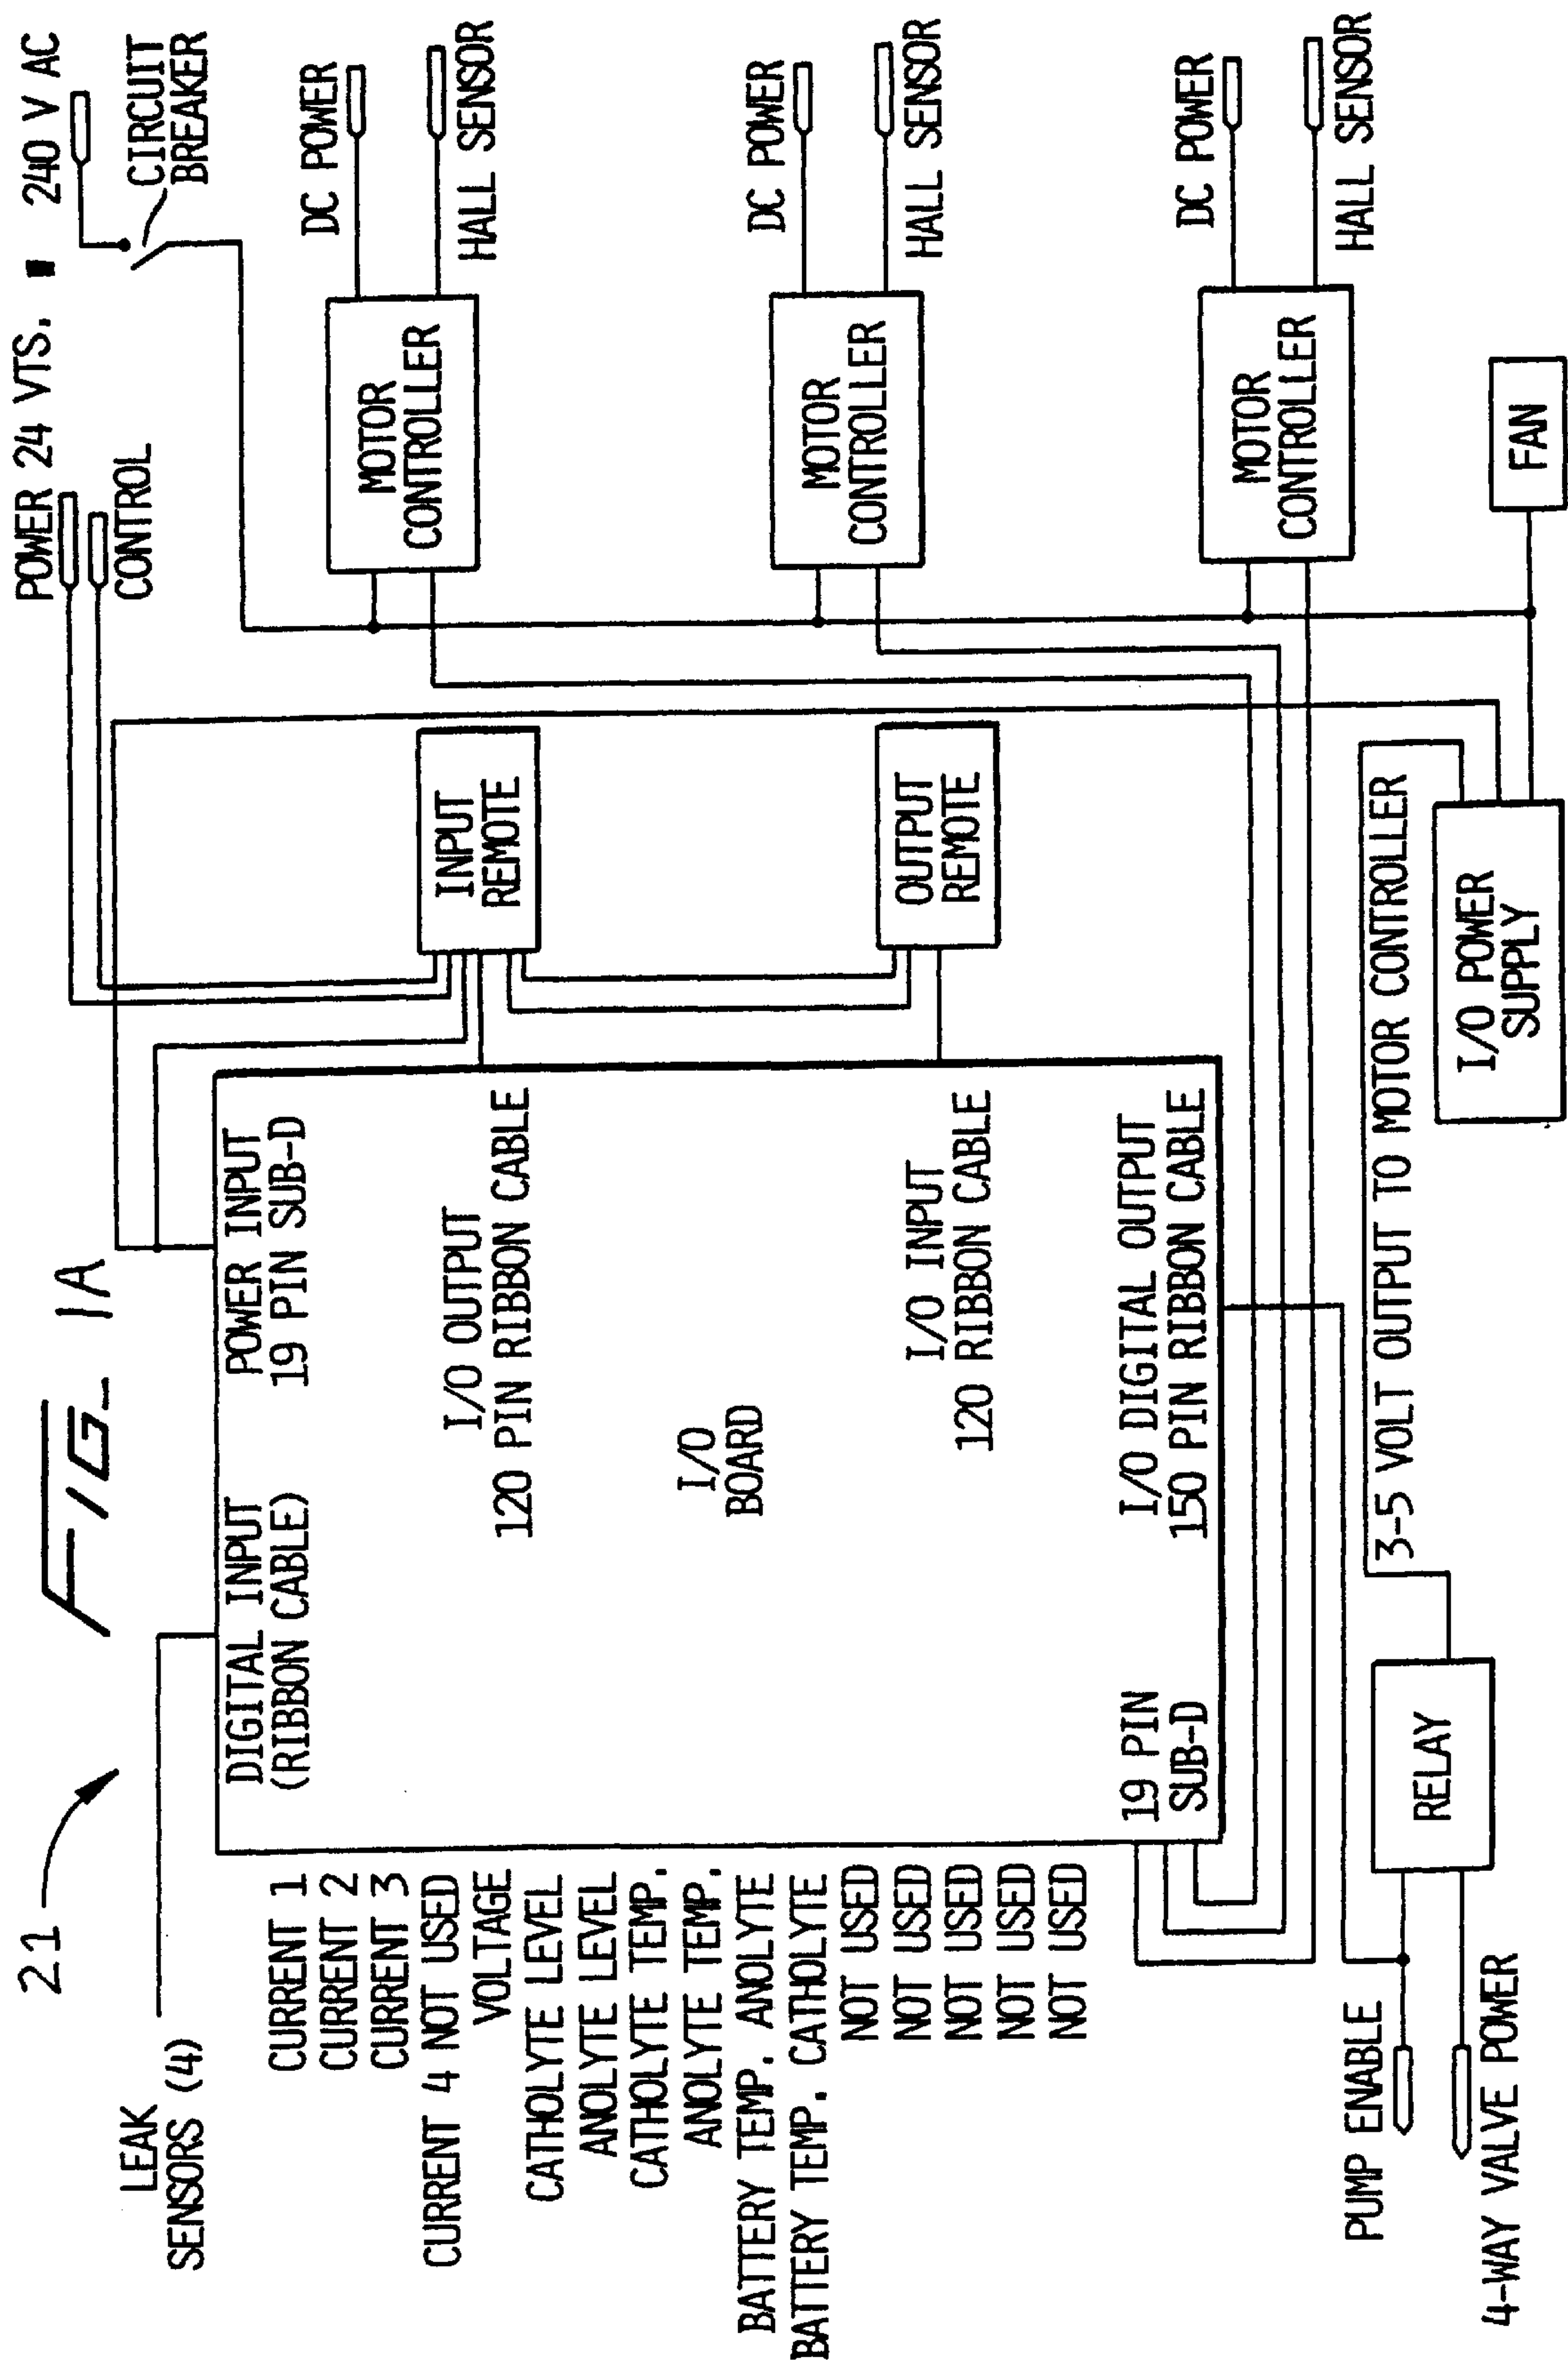 FIG_ 1A
21
LEAK
SENSORS (4)
POWER 24 VTS. ▪ 240 V AC
CONTROL
CIRCUIT
BREAKER
DIGITAL INPUT
(RIBBON CABLE)
POWER INPUT
19 PIN SUB-D
I/O OUTPUT
120 PIN RIBBON CABLE
I/O
BOARD
I/O INPUT
120 RIBBON CABLE
I/O DIGITAL OUTPUT
150 PIN RIBBON CABLE
19 PIN
SUB-D
CURRENT 1
CURRENT 2
CURRENT 3
CURRENT 4 NOT USED
VOLTAGE
CATHOLYTE LEVEL
ANOLYTE LEVEL
CATHOLYTE TEMP.
ANOLYTE TEMP.
BATTERY TEMP. ANOLYTE
BATTERY TEMP. CATHOLYTE
NOT USED
NOT USED
NOT USED
NOT USED
NOT USED
INPUT
REMOTE
OUTPUT
REMOTE
MOTOR
CONTROLLER
DC POWER
HALL SENSOR
MOTOR
CONTROLLER
DC POWER
HALL SENSOR
MOTOR
CONTROLLER
DC POWER
HALL SENSOR
FAN
3-5 VOLT OUTPUT TO MOTOR CONTROLLER
I/O POWER
SUPPLY
RELAY
PUMP ENABLE
4-WAY VALVE POWER